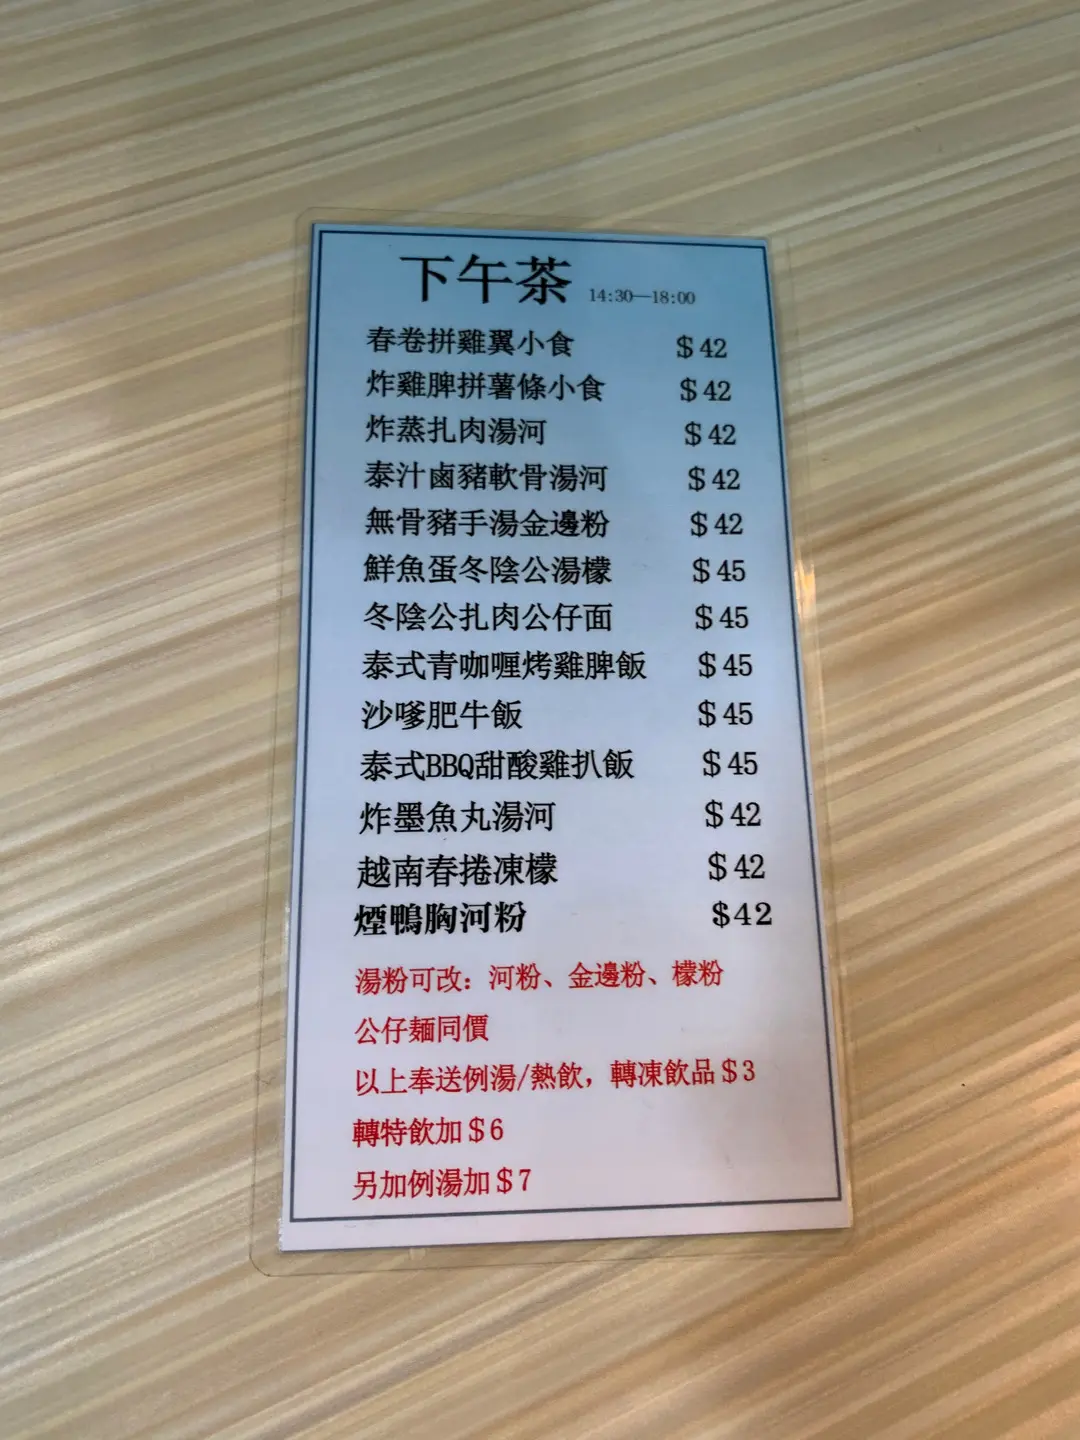 下午茶 14:30—18:00
春卷拼雞翼小食 $42
炸雞脾拼薯條小食 $42
炸蒸扎肉湯河 $42
泰汁鹵豬軟骨湯河 $42
無骨豬手湯金邊粉 $42
鮮魚蛋冬陰公湯檬 $45
冬陰公扎肉公仔面 $45
泰式青咖喱烤雞脾飯 $45
沙嗲肥牛飯 $45
泰式BBQ甜酸雞扒飯 $45
炸墨魚丸湯河 $42
越南春捲凍檬 $42
煙鴨胸河粉 $42
湯粉可改：河粉、金邊粉、檬粉
公仔麵同價
以上奉送例湯/熱飲，轉凍飲品$3
轉特飲加$6
另加例湯加$7